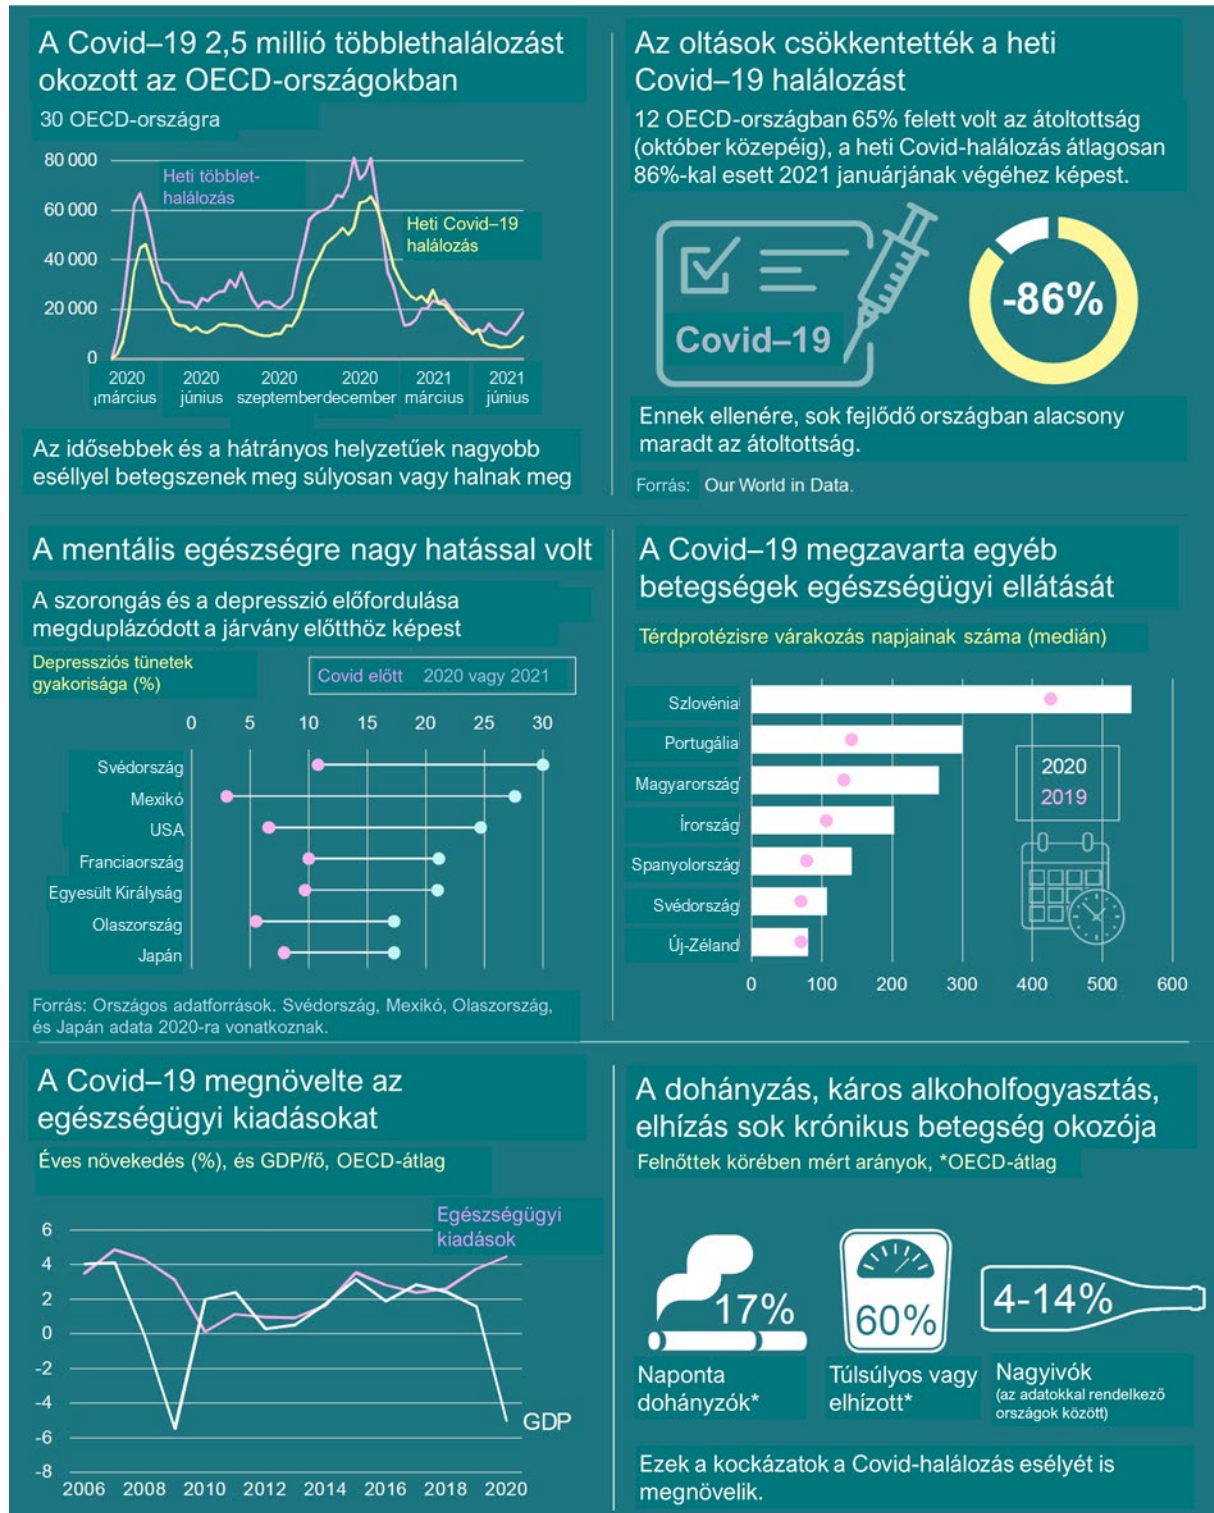 A Covid–19 2,5 millió többlethalálozást
okozott az OECD-országokban
30 OECD-országra
80 000
60 000
40 000
20 000
0
Heti többlet-
halálozás
Heti Covid–19
halálozás
2020 2020 2020 2020 2021 2021
március június szeptember december március június
Az idősebbek és a hátrányos helyzetűek nagyobb
eséllyel betegszenek meg súlyosan vagy halnak meg
Az oltások csökkentették a heti
Covid–19 halálozást
12 OECD-országban 65% felett volt az átoltottság
(október közepéig), a heti Covid-halálozás átlagosan
86%-kal esett 2021 januárjának végéhez képest.
Covid–19
-86%
Ennek ellenére, sok fejlődő országban alacsony
maradt az átoltottság.
Forrás: Our World in Data.
A mentális egészségre nagy hatással volt
A szorongás és a depresszió előfordulása
megduplázódott a járvány előtthöz képest
Depressziós tünetek
gyakorisága (%)
Covid előtt 2020 vagy 2021
0 5 10 15 20 25 30
Svédország
Mexikó
USA
Franciaország
Egyesült Királyság
Olaszország
Japán
Forrás: Országos adatforrások. Svédország, Mexikó, Olaszország,
és Japán adata 2020-ra vonatkoznak.
A Covid–19 megzavarta egyéb
betegségek egészségügyi ellátását
Térdprotézisre várakozás napjainak száma (medián)
Szlovénia
Portugália
Magyarország
Írország
Spanyolország
Svédország
Új-Zéland
2020
2019
0 100 200 300 400 500 600
A Covid–19 megnövelte az
egészségügyi kiadásokat
Éves növekedés (%), és GDP/fő, OECD-átlag
Egészségügyi
kiadások
6
4
2
0
-2
-4
-6
-8
GDP
2006 2008 2010 2012 2014 2016 2018 2020
A dohányzás, káros alkoholfogyasztás,
elhízás sok krónikus betegség okozója
Felnőttek körében mért arányok, *OECD-átlag
17%
60%
4-14%
Naponta
dohányzók*
Túlsúlyos vagy
elhízott*
Nagyivók
(az adatokkal rendelkező
országok között)
Ezek a kockázatok a Covid-halálozás esélyét is
megnövelik.